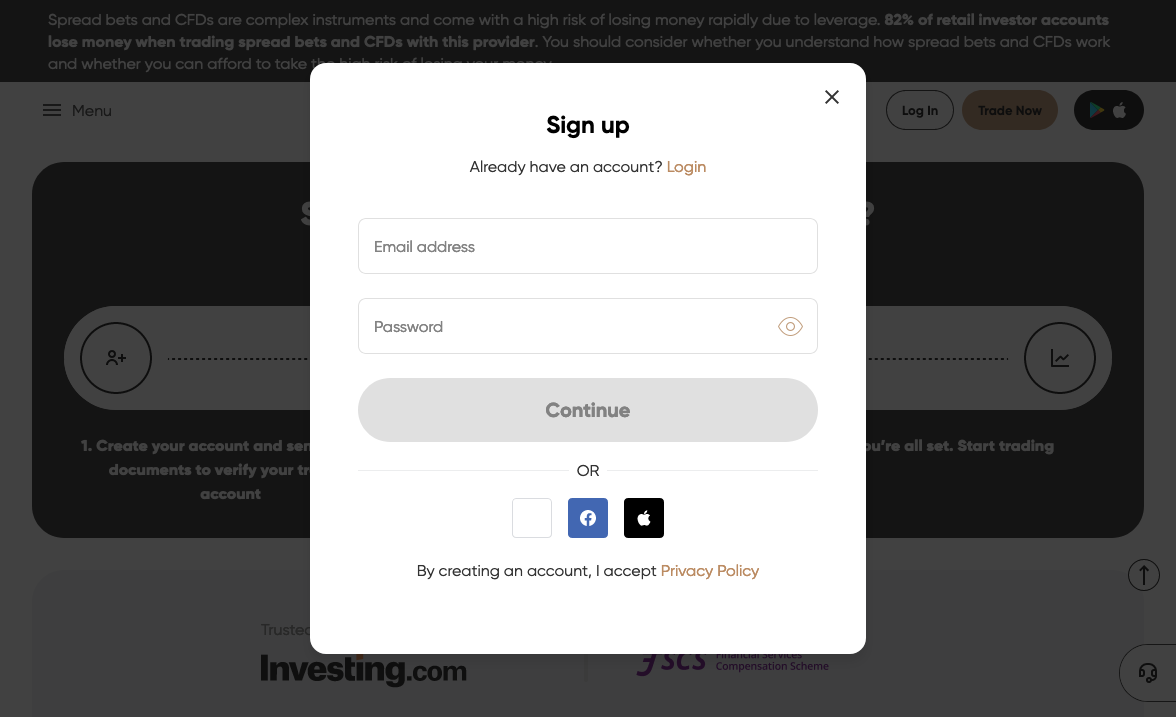 Spread bets and CFDs are complex instruments and come with a high risk of losing money rapidly due to leverage. 82% of retail investor accounts
lose money when trading spread bets and CFDs with this provider. You should consider whether you understand how spread bets and CFDs work
and whether you can afford to take the high risk of losing your money.
Menu
Log In
Trade Now
Sign up
Already have an account? Login
Email address
Password
Continue
OR
By creating an account, I accept Privacy Policy
1. Create your account and sen
documents to verify your tr
account
ou're all set. Start trading
Trusted
Investing.com
fscs
Financial Services
Compensation Scheme